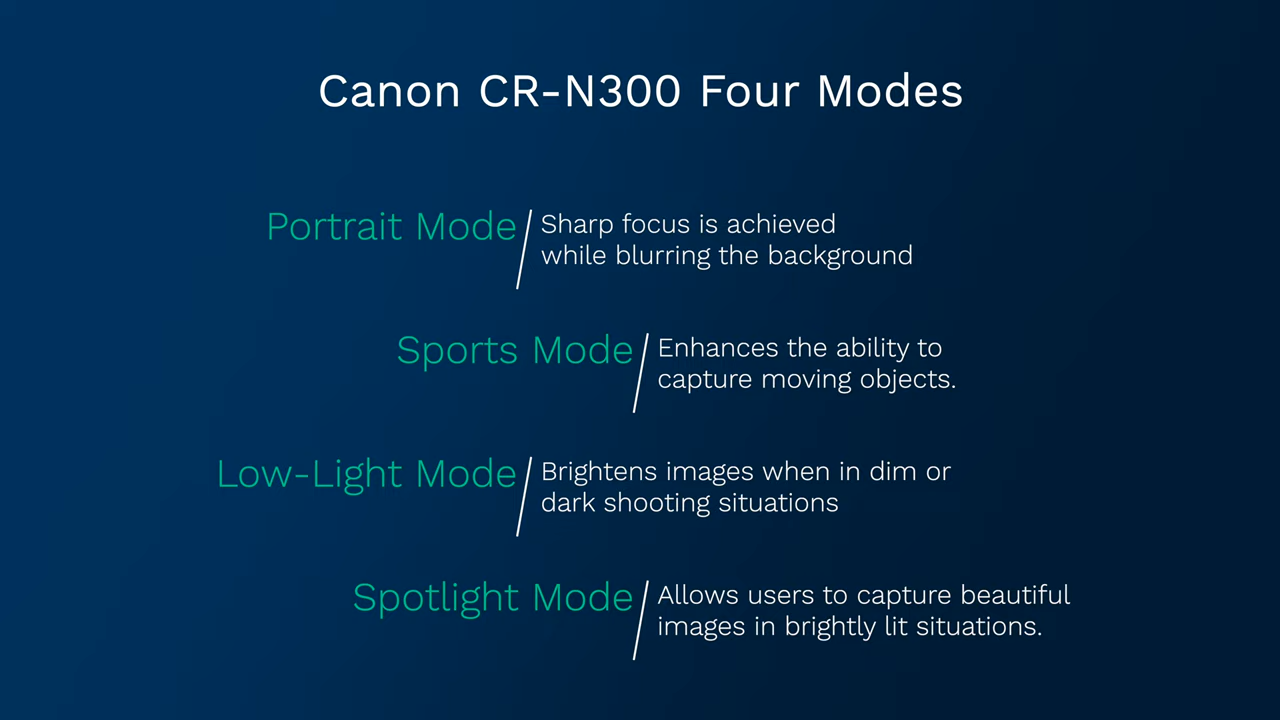 Canon CR-N300 Four Modes
Portrait Mode
Sharp focus is achieved
while blurring the background
Sports Mode
Enhances the ability to
capture moving objects.
Low-Light Mode
Brightens images when in dim or
dark shooting situations
Spotlight Mode
Allows users to capture beautiful
images in brightly lit situations.